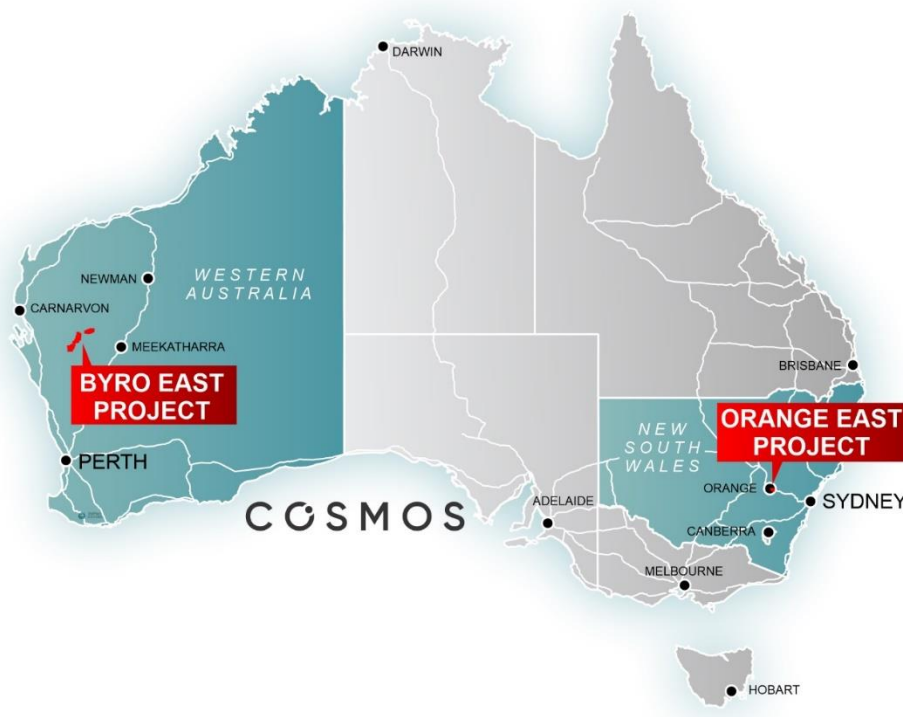 DARWIN
WESTERN
AUSTRALIA
NEWMAN
CARNARVON
MEEKATHARRA
BYRO EAST
PROJECT
BRISBANE
ORANGE EAST
PROJECT
NEW
SOUTH
WALES
ORANGE
PERTH
SYDNEY
COSMOS
ADELAIDE
CANBERRA
MELBOURNE
HOBART